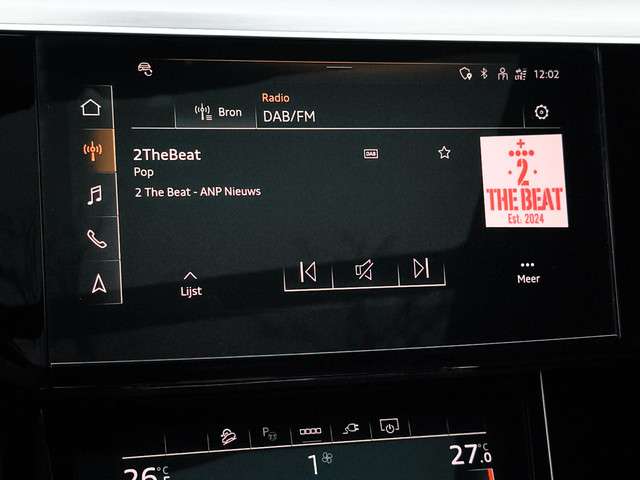 12:02
Radio
Bron
DAB/FM
2TheBeat
DAB
Pop
2 The Beat - ANP Nieuws
+
2
THE BEAT
Est. 2024
Lijst
Meer
P
26°C
1
27.0°C